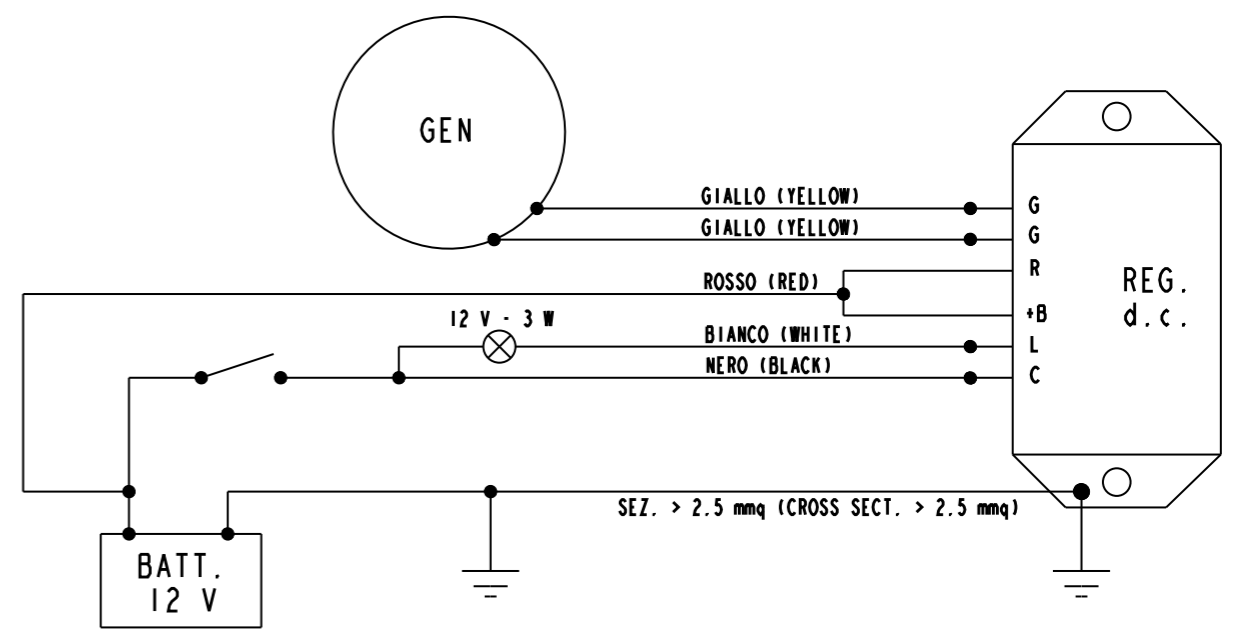 GEN
GIALLO (YELLOW)
G
GIALLO (YELLOW)
G
ROSSO (RED)
R
REG.
d.c.
+B
12 V - 3 W
BIANCO (WHITE)
L
NERO (BLACK)
C
SEZ. > 2.5 mmq (CROSS SECT. > 2.5 mmq)
BATT.
12 V